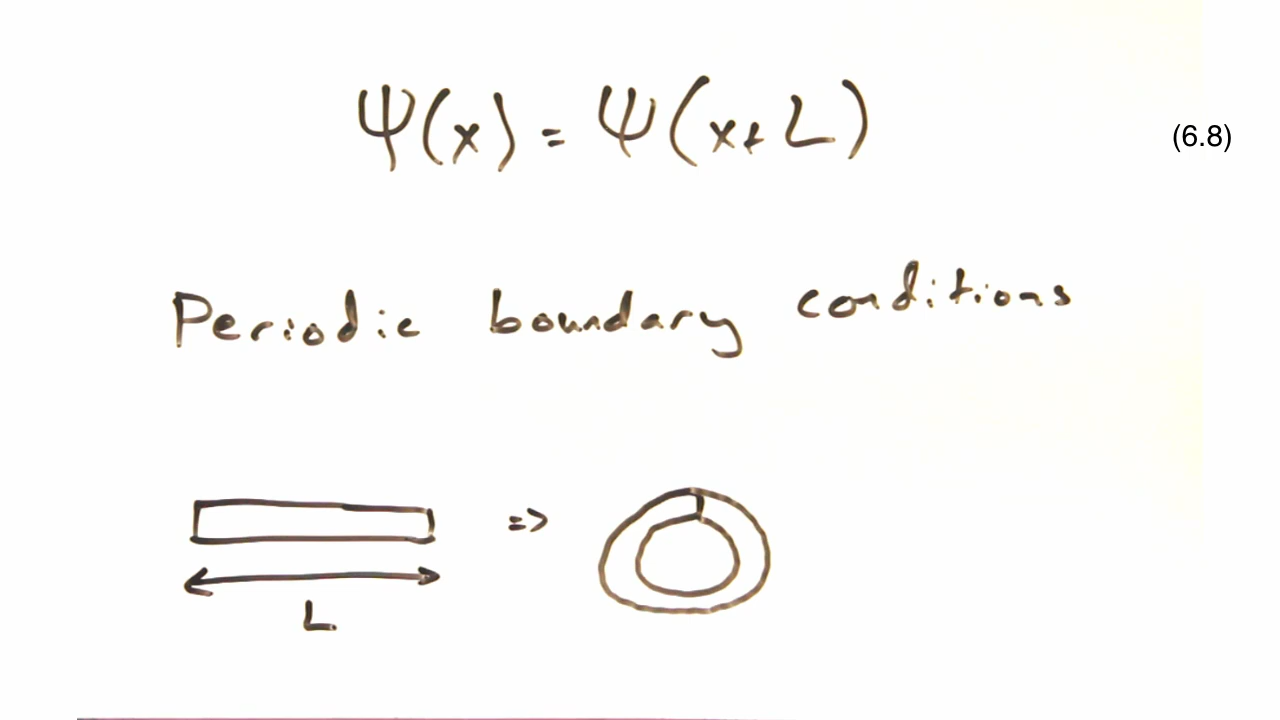 Ψ(x) = Ψ(x+L) (6.8)
Periodic boundary conditions
=>
L